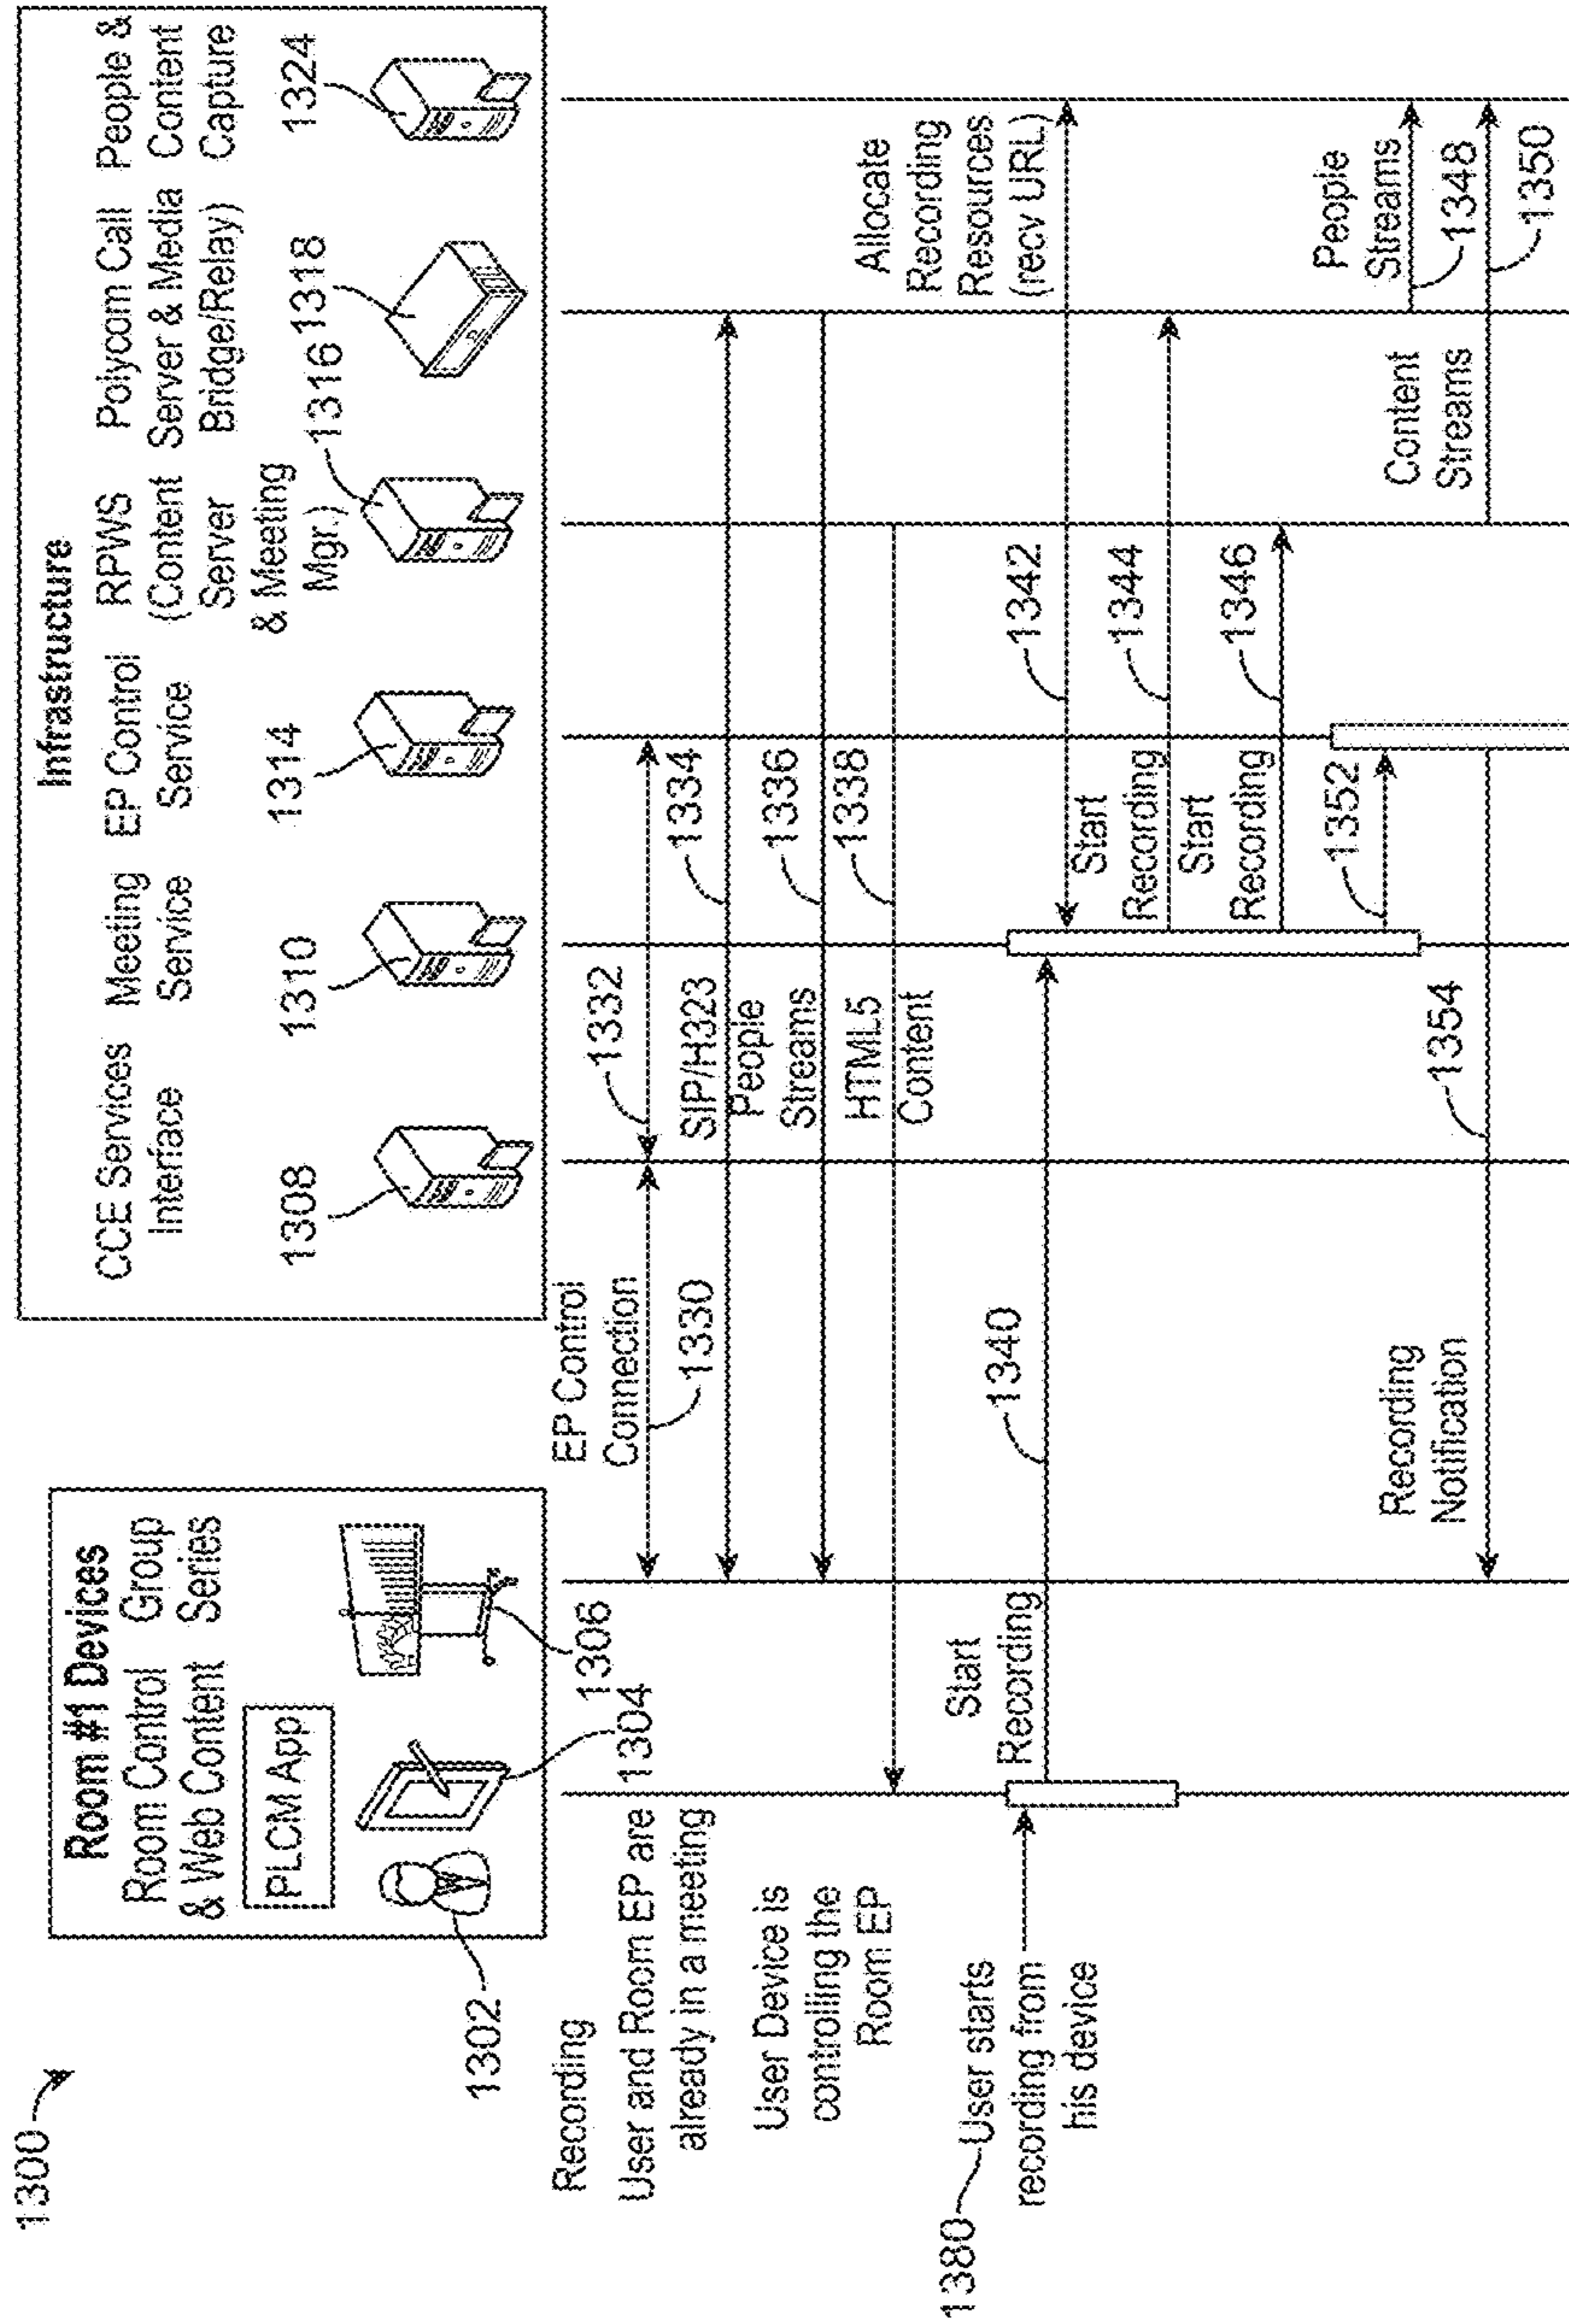 1300
Room #1 Devices
Room Control
& Web Content
Group
Series
PLCM App
1302
1304
1306
Infrastructure
CCE Services
Interface
1308
Meeting
Service
1310
EP Control
Service
1314
RPWS
(Content
Server
& Meeting
Mgr.)
1316
Polycom Call
Server & Media
Bridge/Relay)
1318
People &
Content
Capture
1324
Recording
User and Room EP are
already in a meeting
User Device is
controlling the
Room EP
1380
User starts
recording from
his device
EP Control
Connection
1330
1332
SIP/H323
1334
People
Streams
1336
HTML5
Content
1338
Start
Recording
1340
Allocate
Recording
Resources
(recv URL)
1342
Start
Recording
1344
Start
Recording
1346
People
Streams
1348
Content
Streams
1350
1352
Recording
Notification
1354